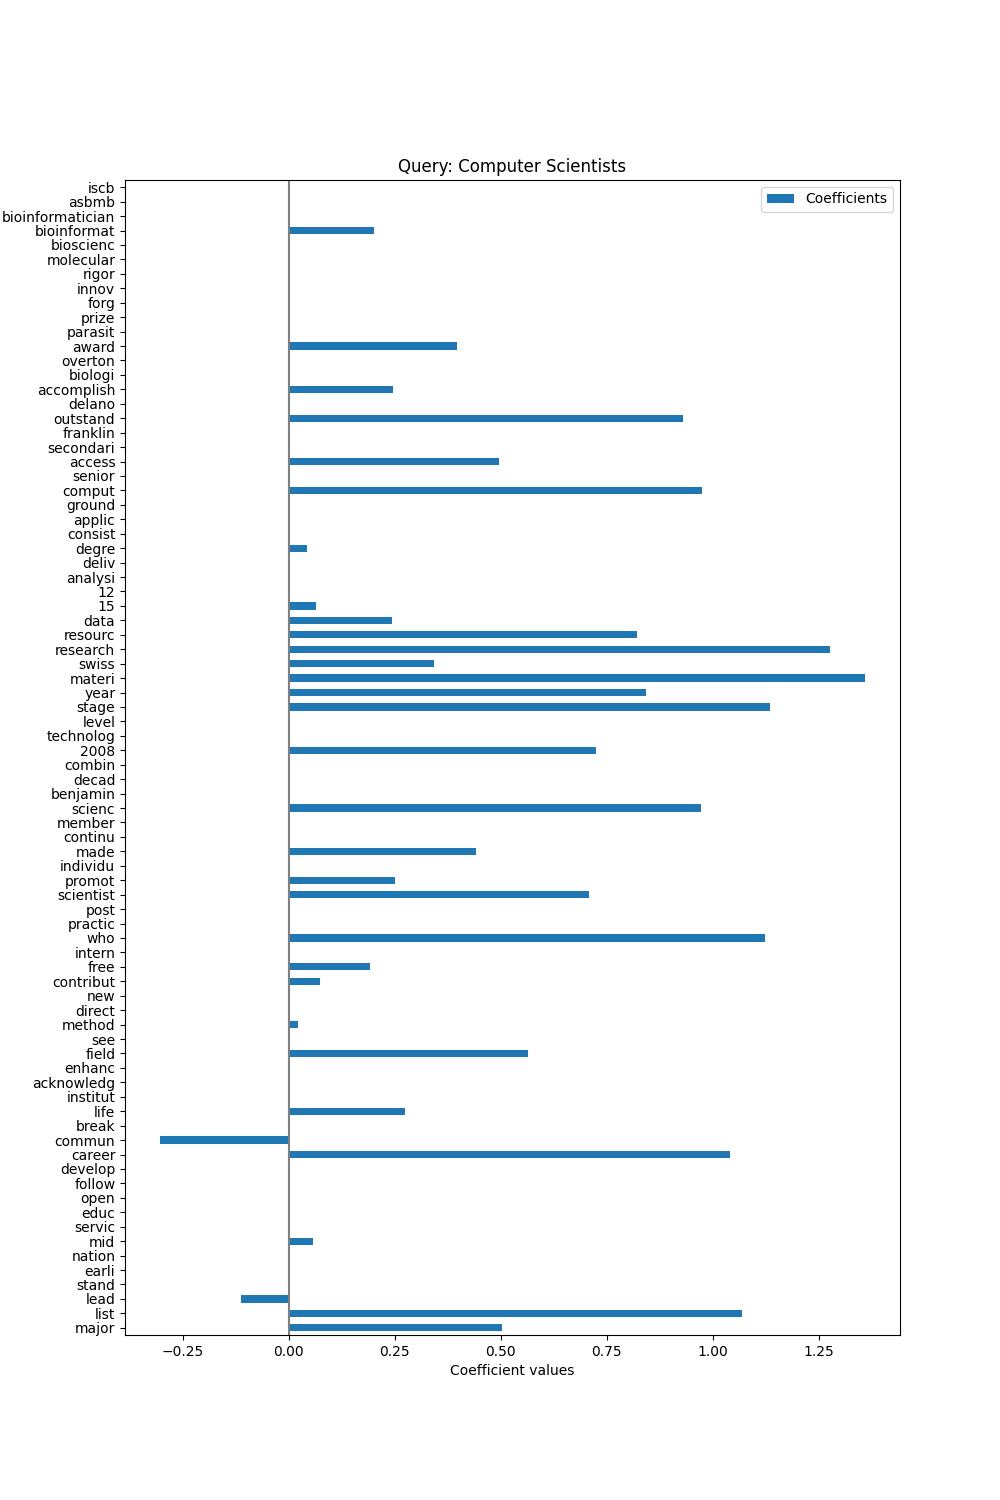 Query: Computer Scientists
Coefficients
iscb
asbmb
bioinformatician
bioinformat
bioscienc
molecular
rigor
innov
forg
prize
parasit
award
overton
biologi
accomplish
delano
outstand
franklin
secondari
access
senior
comput
ground
applic
consist
degre
deliv
analysi
12
15
data
resourc
research
swiss
materi
year
stage
level
technolog
2008
combin
decad
benjamin
scienc
member
continu
made
individu
promot
scientist
post
practic
who
intern
free
contribut
new
direct
method
see
field
enhanc
acknowledg
institut
life
break
commun
career
develop
follow
open
educ
servic
mid
nation
earli
stand
lead
list
major
−0.25 0.00 0.25 0.50 0.75 1.00 1.25
Coefficient values